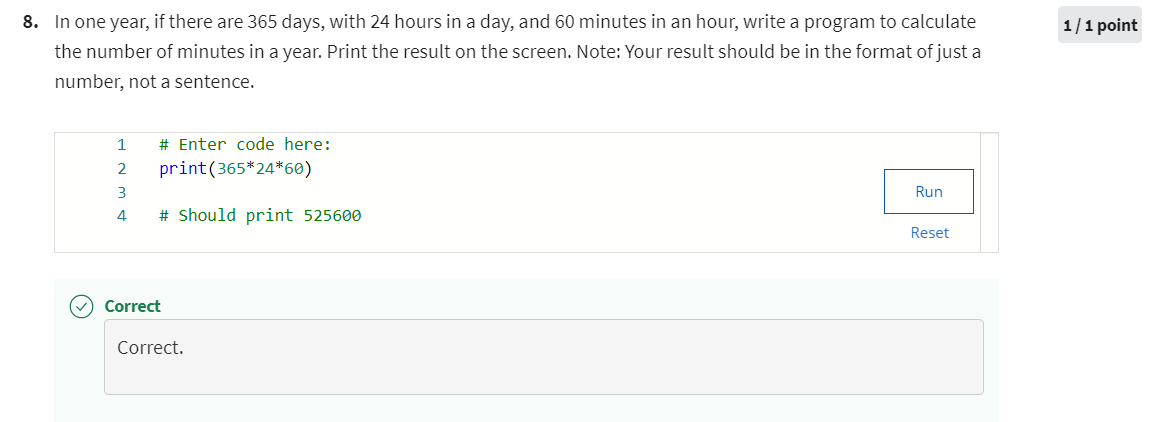 8. In one year, if there are 365 days, with 24 hours in a day, and 60 minutes in an hour, write a program to calculate
1 / 1 point
the number of minutes in a year. Print the result on the screen. Note: Your result should be in the format of just a
number, not a sentence.
1 # Enter code here:
2 print(365*24*60)
3
4 # Should print 525600
Run
Reset
Correct
Correct.